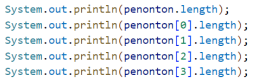 System.out.println(penonton.length);
System.out.println(penonton[0].length);
System.out.println(penonton[1].length);
System.out.println(penonton[2].length);
System.out.println(penonton[3].length);